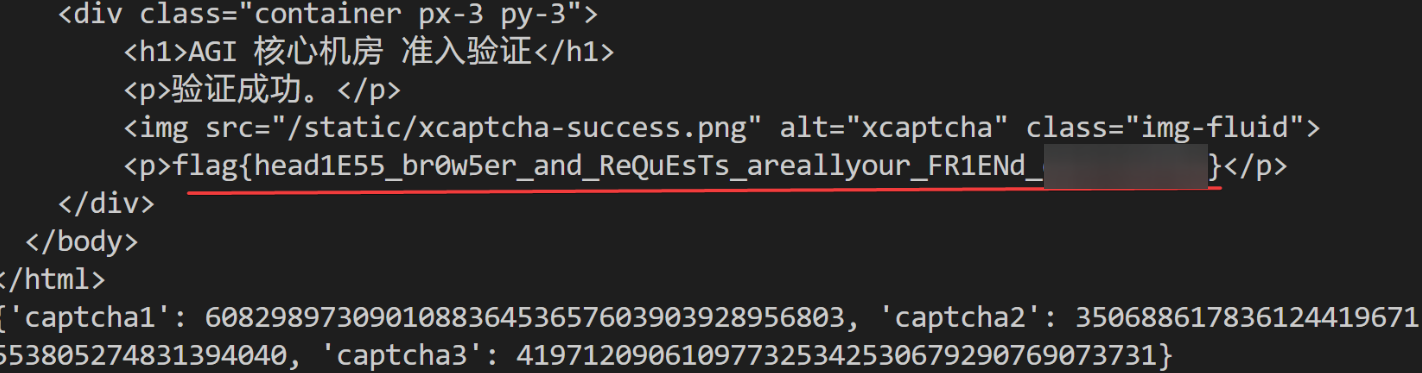 <div class="container px-3 py-3">
<h1>AGI 核心机房 准入验证</h1>
<p>验证成功。</p>
<img src="/static/xcaptcha-success.png" alt="xcaptcha" class="img-fluid">
<p>flag{head1E55_br0w5er_and_ReQuEsTs_areallyour_FR1ENd_}</p>
</div>
</body>
</html>
{'captcha1': 608298973090108836453657603903928956803, 'captcha2': 350688617836124419671
553805274831394040, 'captcha3': 419712090610977325342530679290769073731}